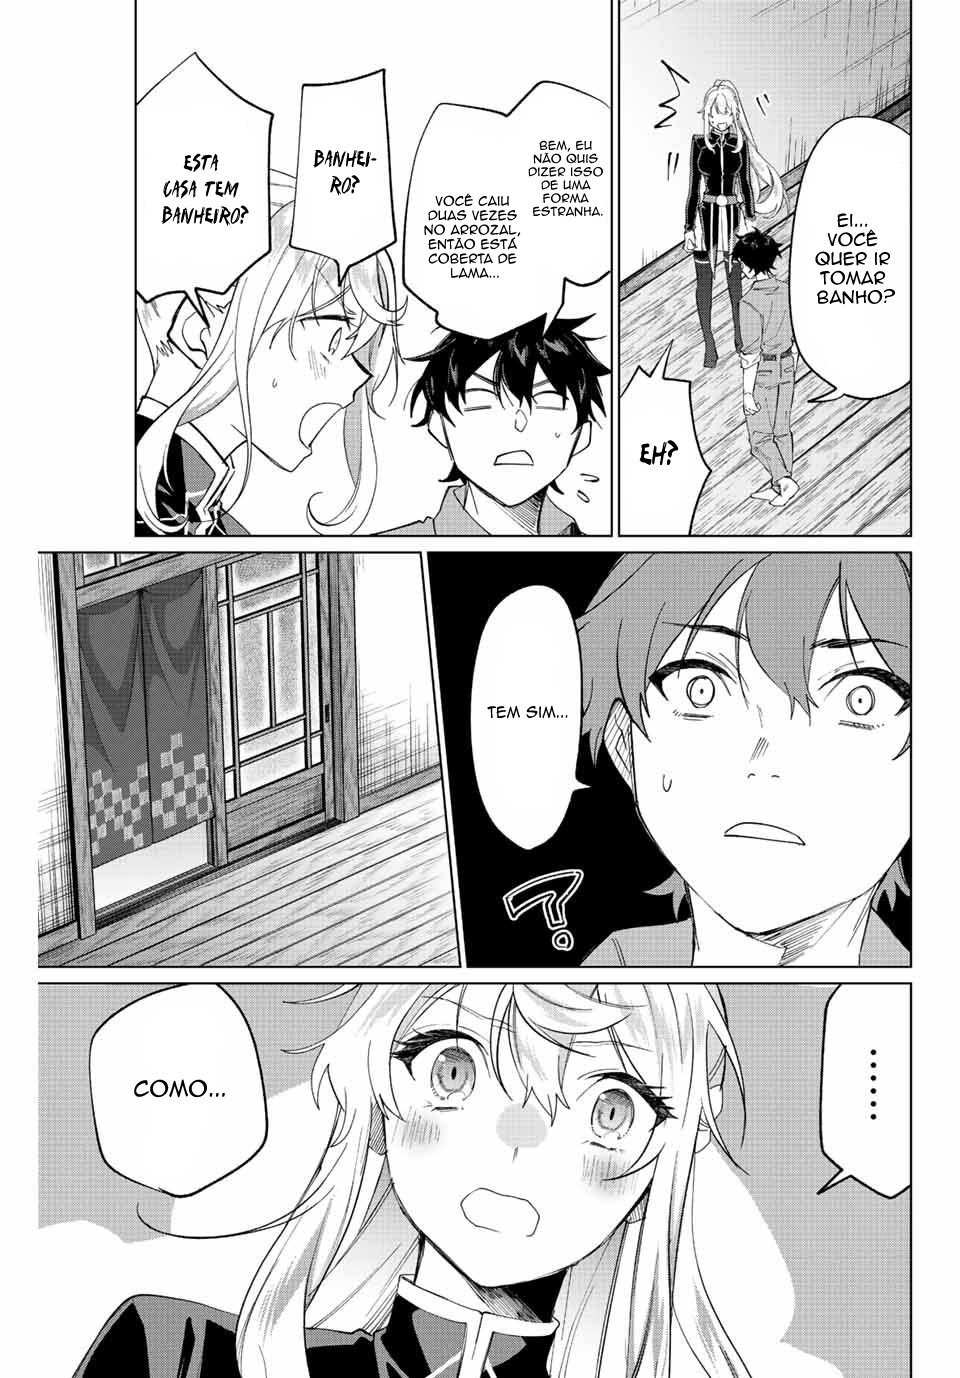 EI...
VOCÊ
QUER IR
TOMAR
BANHO?
EH?
BEM, EU
NÃO QUIS
DIZER ISSO
DE UMA
FORMA
ESTRANHA.
VOCÊ CAIU
DUAS VEZES
NO ARROZAL,
ENTÃO ESTÁ
COBERTA DE
LAMA...
BANHEI-
RO?
ESTA
CASA TEM
BANHEIRO?
TEM SIM...
?
......
COMO...